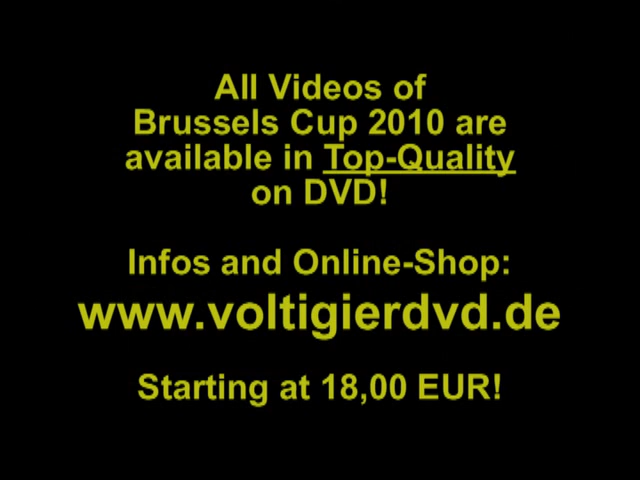 All Videos of
Brussels Cup 2010 are
available in Top-Quality
on DVD!
Infos and Online-Shop:
www.voltigierdvd.de
Starting at 18,00 EUR!